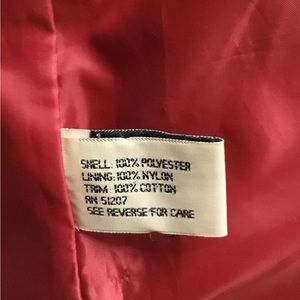 SHELL: 100% POLYESTER
LINING: 100% NYLON
TRIM: 100% COTTON
RN 51207
SEE REVERSE FOR CARE